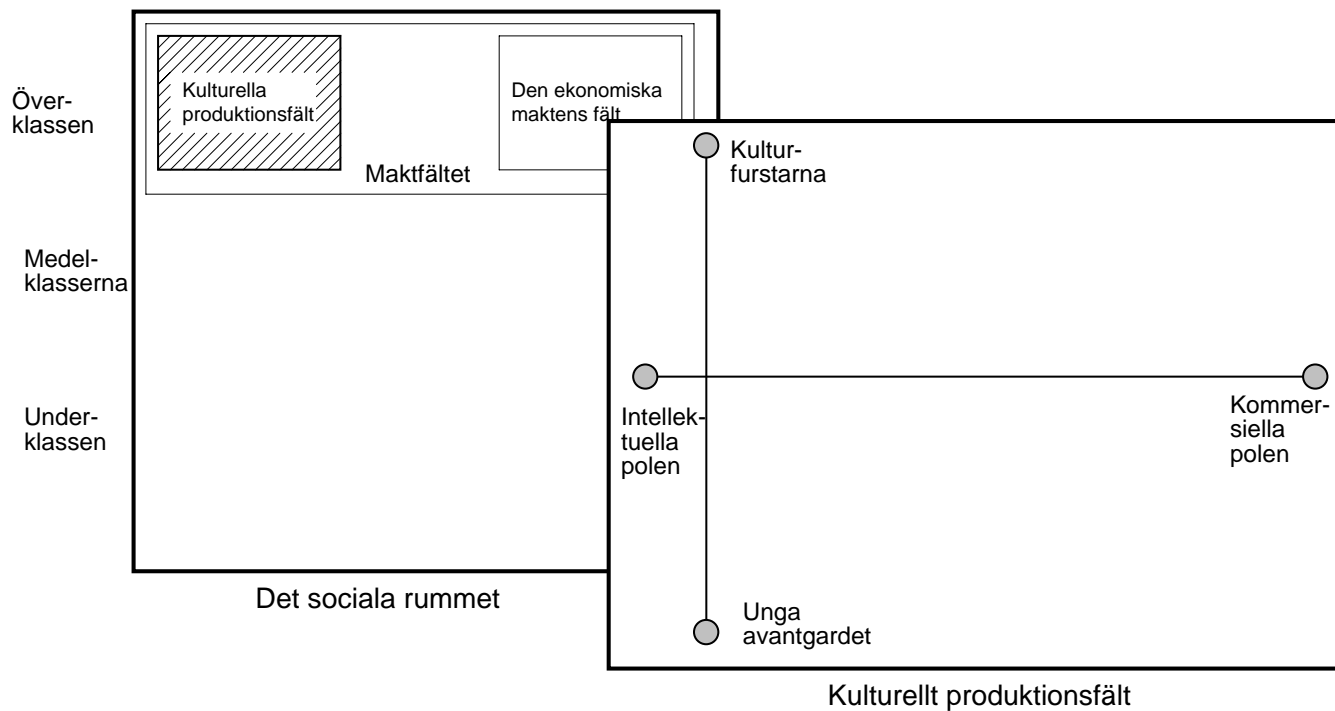 Över-
klassen
Kulturella
produktionsfält
Den ekonomiska
maktens fält
Maktfältet
Medel-
klasserna
Under-
klassen
Det sociala rummet
Kultur-
furstarna
Intellek-
tuella
polen
Kommer-
siella
polen
Unga
avantgardet
Kulturellt produktionsfält